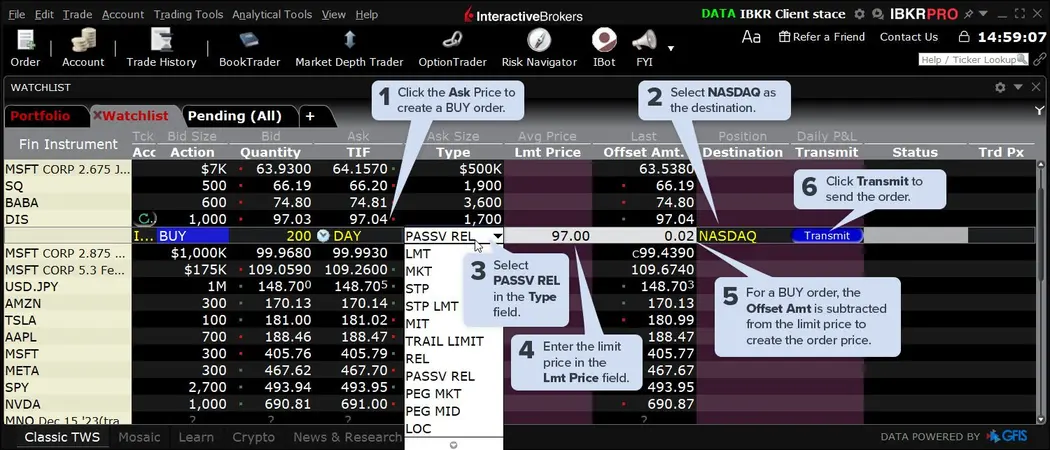 File Edit Trade Account Trading Tools Analytical Tools View Help
InteractiveBrokers
DATA IBKR Client stace
IBKRPRO
Order Account Trade History BookTrader Market Depth Trader OptionTrader Risk Navigator IBot FYI
Aa Refer a Friend Contact Us 14:59:07
Help / Ticker Lookup
WATCHLIST
Portfolio Watchlist Pending (All) +
1 Click the Ask Price to
create a BUY order.
2 Select NASDAQ as
the destination.
Fin Instrument
Tck Bid Size Bid Ask Ask Size Avg Price Last Position Daily P&L
Acc Action Quantity TIF Type Lmt Price Offset Amt. Destination Transmit Status Trd Px
MSFT CORP 2.675 J... $7K 63.9300 64.1570 $500K 63.5380
SQ 500 66.19 66.20 1,900 66.19
BABA 600 74.80 74.81 3,600 74.80
DIS 1,000 97.03 97.04 1,700 97.04
6 Click Transmit to
send the order.
I... BUY 200 DAY PASSV REL 97.00 0.02 NASDAQ Transmit
MSFT CORP 2.875 ... $1,000K 99.9680 99.9930 LMT c99.4390
MSFT CORP 5.3 Fe... $175K 109.0590 109.2600 MKT 109.6740
USD.JPY 1M 148.700 148.705 STP 148.703
AMZN 300 170.13 170.14 STP LMT 170.13
TSLA 100 181.00 181.02 MIT 180.99
AAPL 700 188.46 188.47 TRAIL LIMIT 188.47
MSFT 300 405.76 405.79 REL 405.77
META 300 467.62 467.70 PASSV REL 467.67
SPY 2,700 493.94 493.95 PEG MKT 493.95
NVDA 1,000 690.81 691.00 PEG MID 690.87
MNQ Dec 15 '23(tra... ? ? LOC ?
3 Select
PASSV REL
in the Type
field.
4 Enter the limit
price in the
Lmt Price field.
5 For a BUY order, the
Offset Amt is subtracted
from the limit price to
create the order price.
Classic TWS Mosaic Learn Crypto News & Research
DATA POWERED BY GFIS